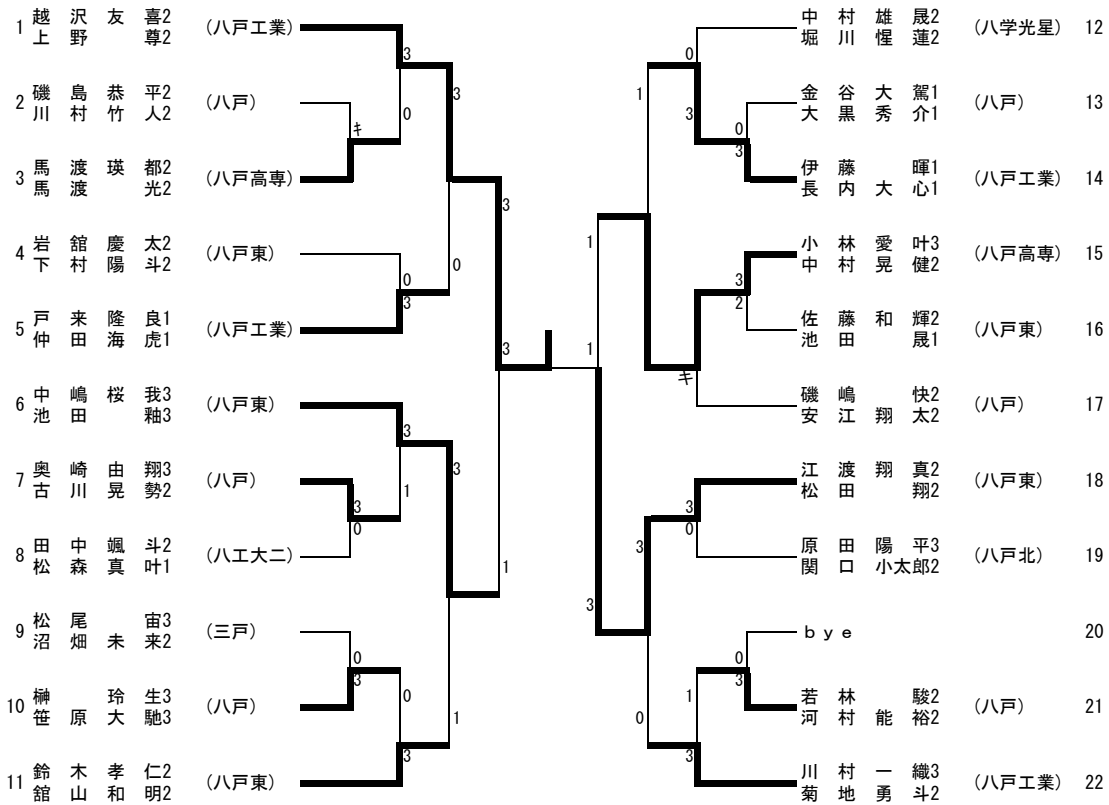 1 越 沢 友 喜2 (八戸工業)
上 野 尊2
2 磯 島 恭 平2 (八戸)
川 村 竹 人2
3 馬 渡 瑛 都2 (八戸高専)
馬 渡 光2
4 岩 舘 慶 太2 (八戸東)
下 村 陽 斗2
5 戸 来 隆 良1 (八戸工業)
仲 田 海 虎1
6 中 嶋 桜 我3 (八戸東)
池 田 釉3
7 奥 崎 由 翔3 (八戸)
古 川 晃 勢2
8 田 中 颯 斗2 (八工大二)
松 森 真 叶1
9 松 尾 宙3 (三戸)
沼 畑 未 来2
10 榊 玲 生3 (八戸)
笹 原 大 馳3
11 鈴 木 孝 仁2 (八戸東)
舘 山 和 明2
3
キ
0
3
0
3
0
3
3
3
0
1
3
1
0
3
0
3
1
3
1
1
3
1
0
3
0
3
3
2
キ
3
0
3
0
3
1
0
3
中 村 雄 晟2 (八学光星) 12
堀 川 惺 蓮2
金 谷 大 駕1 (八戸) 13
大 黒 秀 介1
伊 藤 暉1 (八戸工業) 14
長 内 大 心1
小 林 愛 叶3 (八戸高専) 15
中 村 晃 健2
佐 藤 和 輝2 (八戸東) 16
池 田 晟1
磯 嶋 快2 (八戸) 17
安 江 翔 太2
江 渡 翔 真2 (八戸東) 18
松 田 翔2
原 田 陽 平3 (八戸北) 19
関 口 小太郎2
ｂｙｅ 20
若 林 駿2 (八戸) 21
河 村 能 裕2
川 村 一 織3 (八戸工業) 22
菊 地 勇 斗2